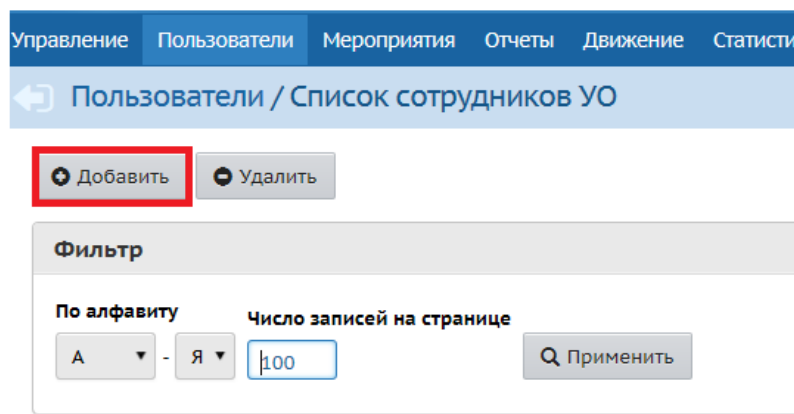 Управление Пользователи Мероприятия Отчеты Движение Статисти
Пользователи / Список сотрудников УО
Добавить Удалить
Фильтр
По алфавиту Число записей на странице
А - Я 100 Применить